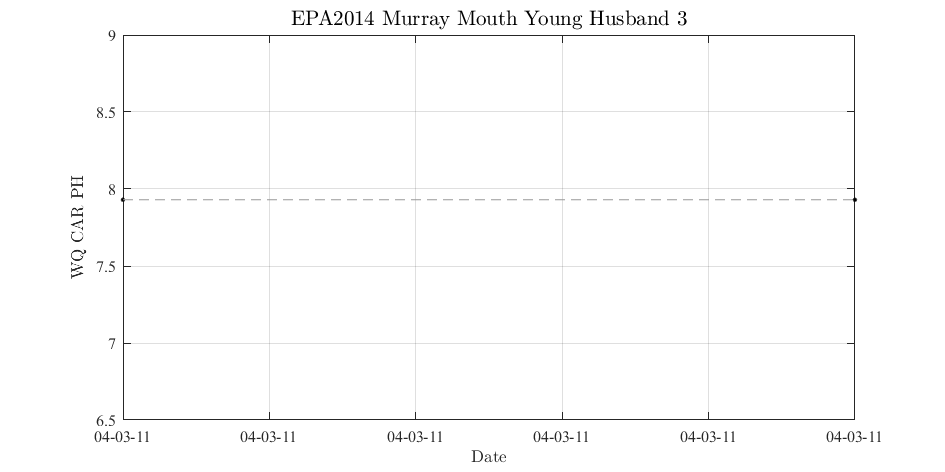 EPA2014 Murray Mouth Young Husband 3
9
8.5
8
7.5
7
6.5
WQ CAR PH
04-03-11 04-03-11 04-03-11 04-03-11 04-03-11 04-03-11
Date